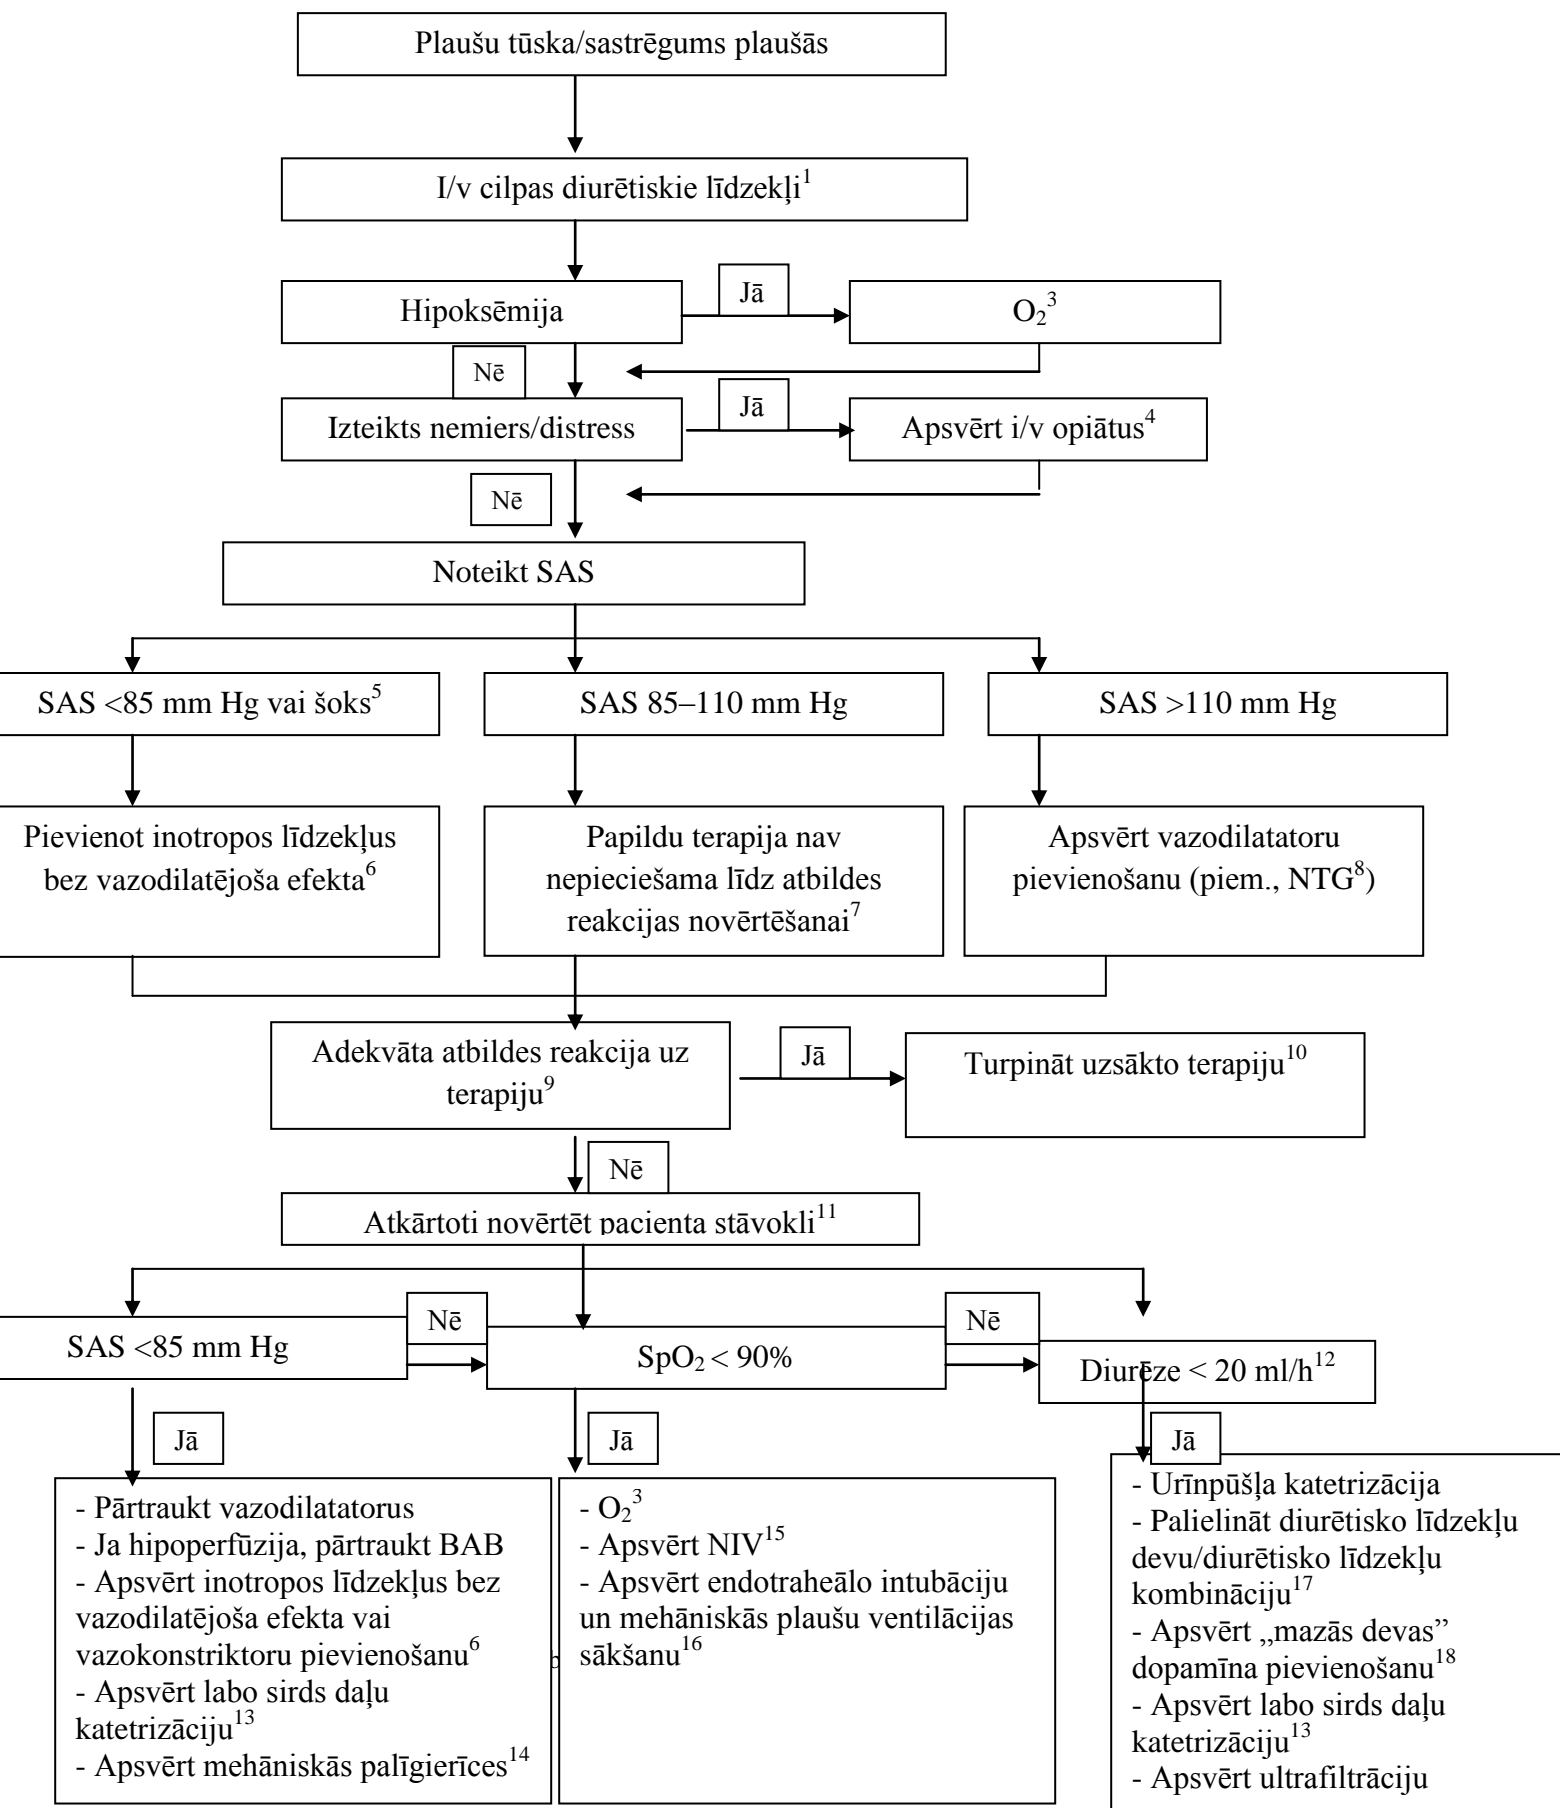 Plaušu tūska/sastrēgums plaušās
I/v cilpas diurētiskie līdzekļi¹
Hipoksēmija
Jā
O₂³
Nē
Izteikts nemiers/distress
Jā
Apsvērt i/v opiātus⁴
Nē
Noteikt SAS
SAS <85 mm Hg vai šoks⁵
SAS 85–110 mm Hg
SAS >110 mm Hg
Pievienot inotropos līdzekļus
bez vazodilatējoša efekta⁶
Papildu terapija nav
nepieciešama līdz atbildes
reakcijas novērtēšanai⁷
Apsvērt vazodilatatoru
pievienošanu (piem., NTG⁸)
Adekvāta atbildes reakcija uz
terapiju⁹
Jā
Turpināt uzsākto terapiju¹⁰
Nē
Atkārtoti novērtēt pacienta stāvokli¹¹
SAS <85 mm Hg
Nē
SpO₂ < 90%
Nē
Diurēze < 20 ml/h¹²
Jā
Jā
Jā
- Pārtraukt vazodilatatorus
- Ja hipoperfūzija, pārtraukt BAB
- Apsvērt inotropos līdzekļus bez
vazodilatējoša efekta vai
vazokonstriktoru pievienošanu⁶
- Apsvērt labo sirds daļu
katetrizāciju¹³
- Apsvērt mehāniskās palīgierīces¹⁴
- O₂³
- Apsvērt NIV¹⁵
- Apsvērt endotraheālo intubāciju
un mehāniskās plaušu ventilācijas
sākšanu¹⁶
- Urīnpūšļa katetrizācija
- Palielināt diurētisko līdzekļu
devu/diurētisko līdzekļu
kombināciju¹⁷
- Apsvērt „mazās devas”
dopamīna pievienošanu¹⁸
- Apsvērt labo sirds daļu
katetrizāciju¹³
- Apsvērt ultrafiltrāciju